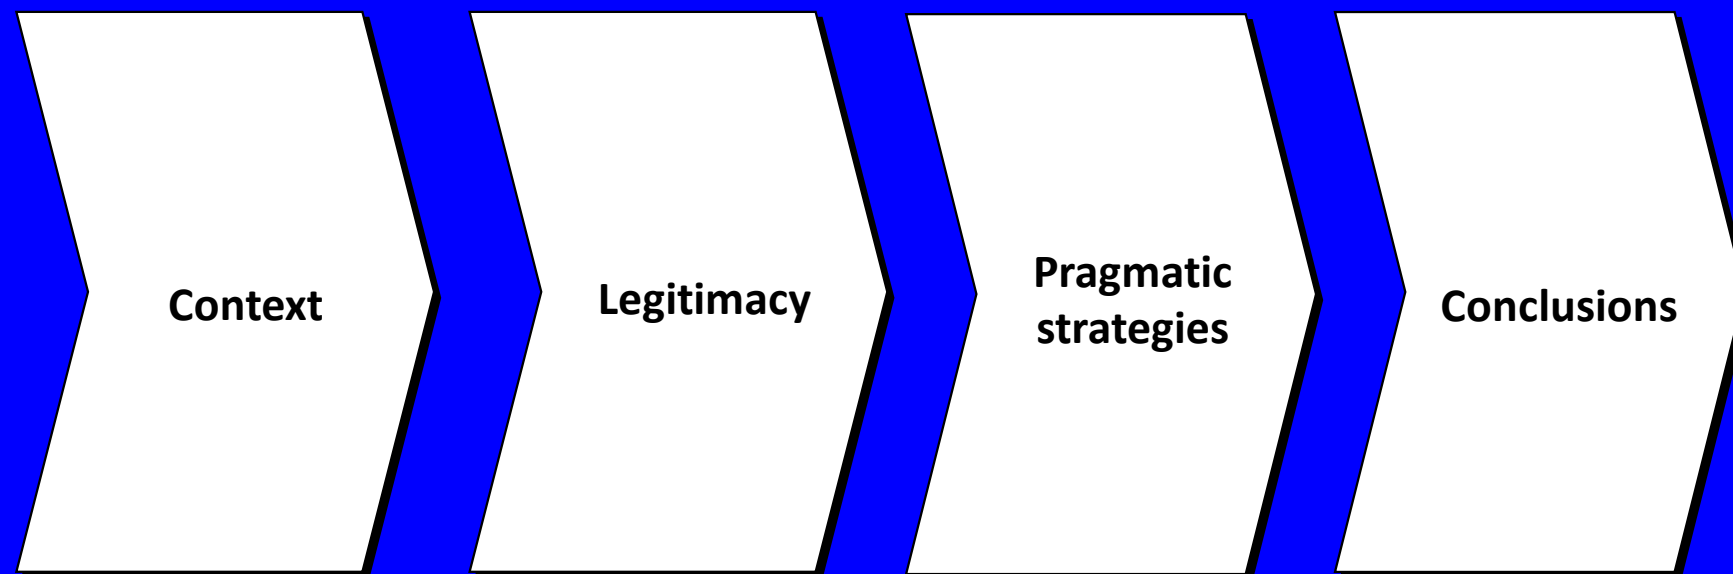 Context
Legitimacy
Pragmatic
strategies
Conclusions